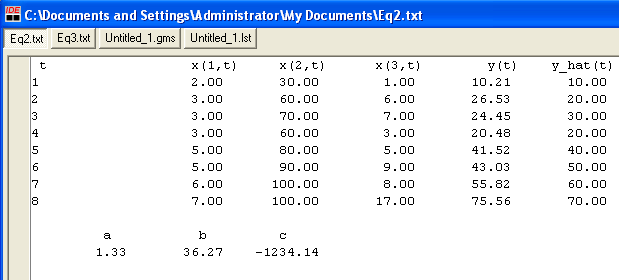 IDE C:\Documents and Settings\Administrator\My Documents\Eq2.txt
Eq2.txt Eq3.txt Untitled_1.gms Untitled_1.lst
t x(1,t) x(2,t) x(3,t) y(t) y_hat(t)
1 2.00 30.00 1.00 10.21 10.00
2 3.00 60.00 6.00 26.53 20.00
3 3.00 70.00 7.00 24.45 30.00
4 3.00 60.00 3.00 20.48 20.00
5 5.00 80.00 5.00 41.52 40.00
6 5.00 90.00 9.00 43.03 50.00
7 6.00 100.00 8.00 55.82 60.00
8 7.00 100.00 17.00 75.56 70.00
a b c
1.33 36.27 -1234.14